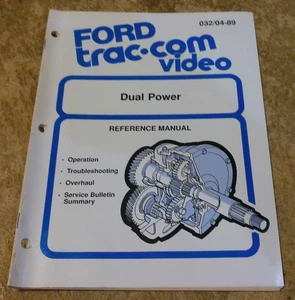 032/04-89
FORD
trac·com
video
Dual Power
REFERENCE MANUAL
· Operation
· Troubleshooting
· Overhaul
· Service Bulletin
Summary